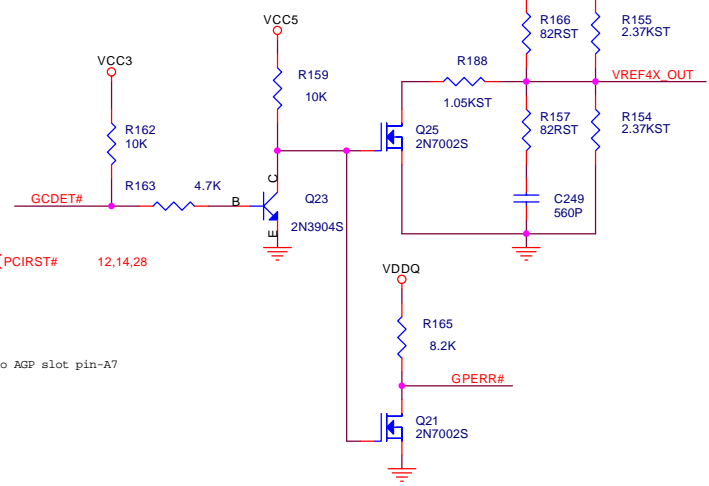 VCC5
R166
82RST
R155
2.37KST
VCC3
R159
10K
R188
1.05KST
VREF4X_OUT
R162
10K
Q25
2N7002S
R157
82RST
R154
2.37KST
R163
4.7K
C
GCDET#
B
Q23
2N3904S
E
C249
560P
PCIRST#
12,14,28
VDDQ
R165
8.2K
o AGP slot pin-A7
GPERR#
Q21
2N7002S